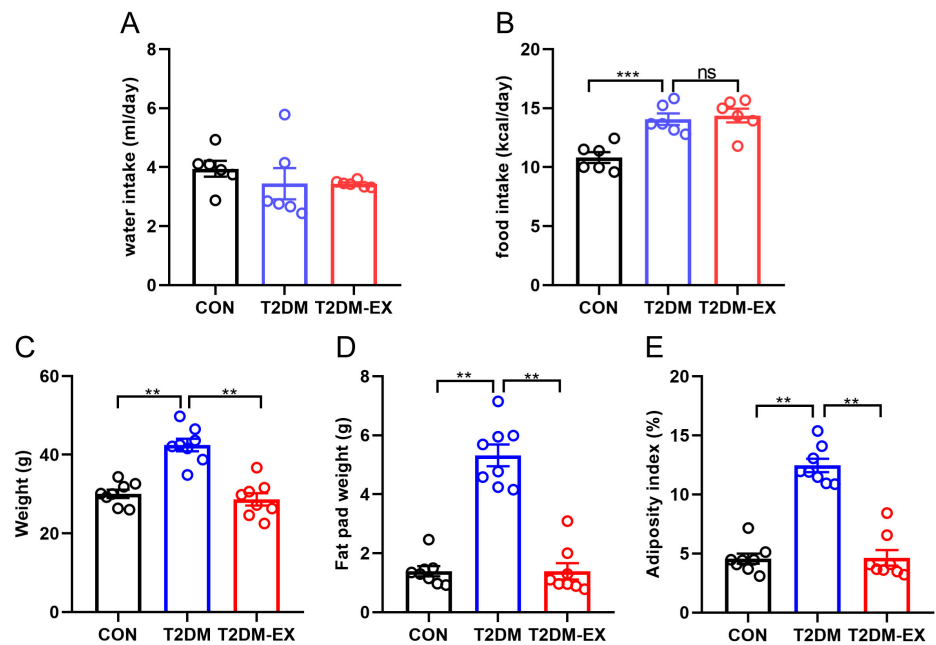 A
water intake (ml/day)
8
6
4
2
0
CON
T2DM
T2DM-EX
B
food intake (kcal/day)
20
15
10
5
0
***
ns
CON
T2DM
T2DM-EX
C
Weight (g)
60
40
20
0
**
**
CON
T2DM
T2DM-EX
D
Fat pad weight (g)
8
6
4
2
0
**
**
CON
T2DM
T2DM-EX
E
Adiposity index (%)
20
15
10
5
0
**
**
CON
T2DM
T2DM-EX